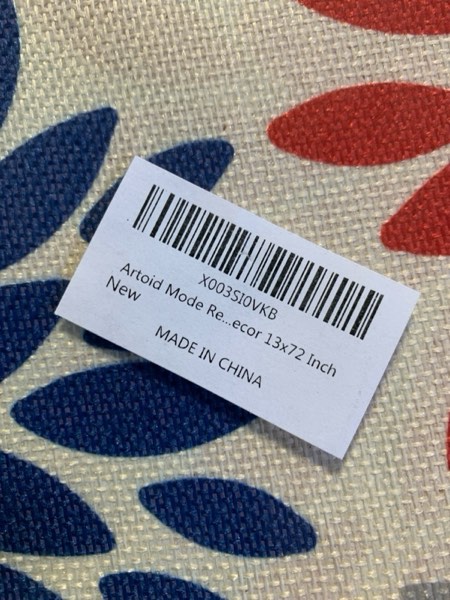 X003SI0VKB
Artoid Mode Re...ecor 13x72 Inch
New
MADE IN CHINA